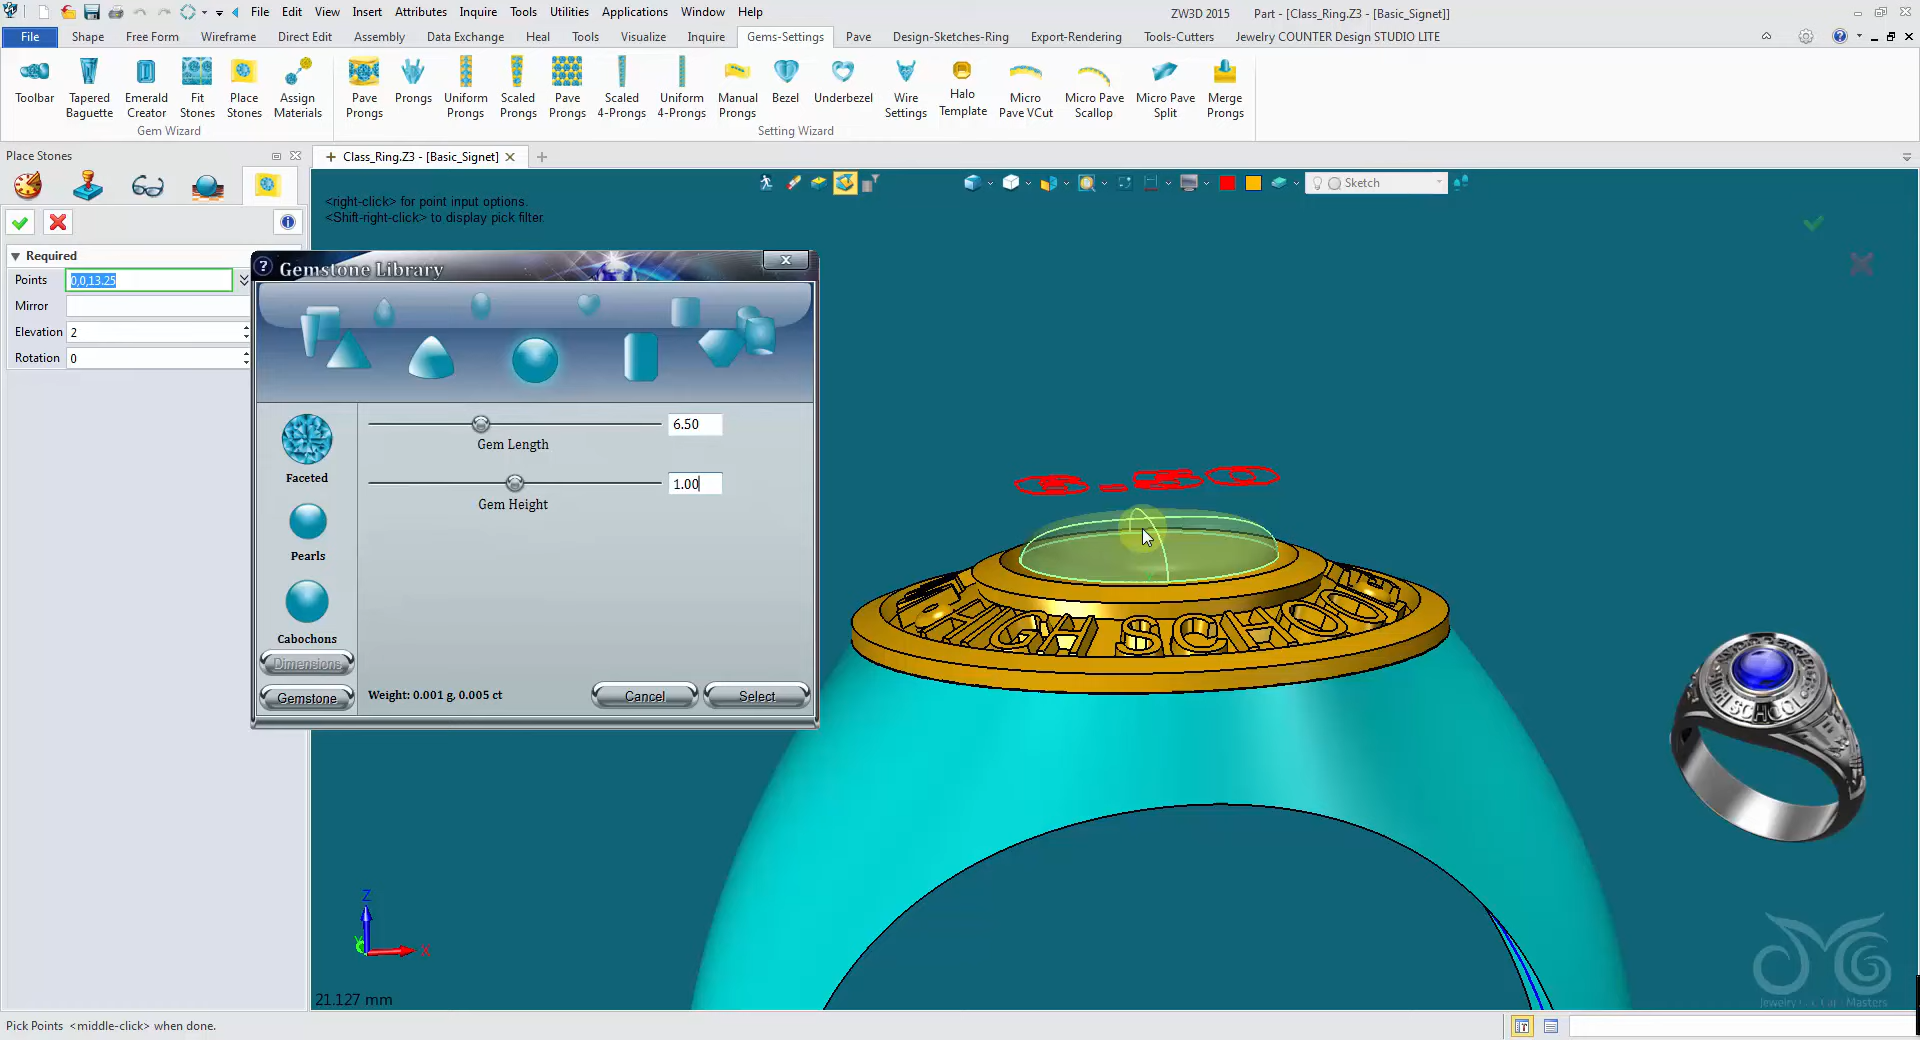 File Edit View Insert Attributes Inquire Tools Utilities Applications Window Help
ZW3D 2015 Part - [Class_Ring.Z3 - [Basic_Signet]]
File Shape Free Form Wireframe Direct Edit Assembly Data Exchange Heal Tools Visualize Inquire Gems-Settings Pave Design-Sketches-Ring Export-Rendering Tools-Cutters Jewelry COUNTER Design STUDIO LITE
Toolbar Tapered Baguette Emerald Creator Fit Stones Place Stones Assign Materials Pave Prongs Prongs Uniform Prongs Scaled Prongs Pave Prongs Scaled 4-Prongs Uniform 4-Prongs Manual Prongs Bezel Underbezel Wire Settings Halo Template Micro Pave VCut Micro Pave Scallop Micro Pave Split Merge Prongs
Gem Wizard Setting Wizard
Place Stones
Class_Ring.Z3 - [Basic_Signet]
Sketch
<right-click> for point input options.
<Shift-right-click> to display pick filter.
Required
Points 0,0,13.25
Mirror
Elevation 2
Rotation 0
Gemstone Library
6.50
Gem Length
1.00
Gem Height
Faceted
Pearls
Cabochons
Dimensions
Gemstone
Weight: 0.001 g, 0.005 ct
Cancel
Select
HIGH SCHOOL
HIGH SCHOOL
Z
X
21.127 mm
Pick Points <middle-click> when done.